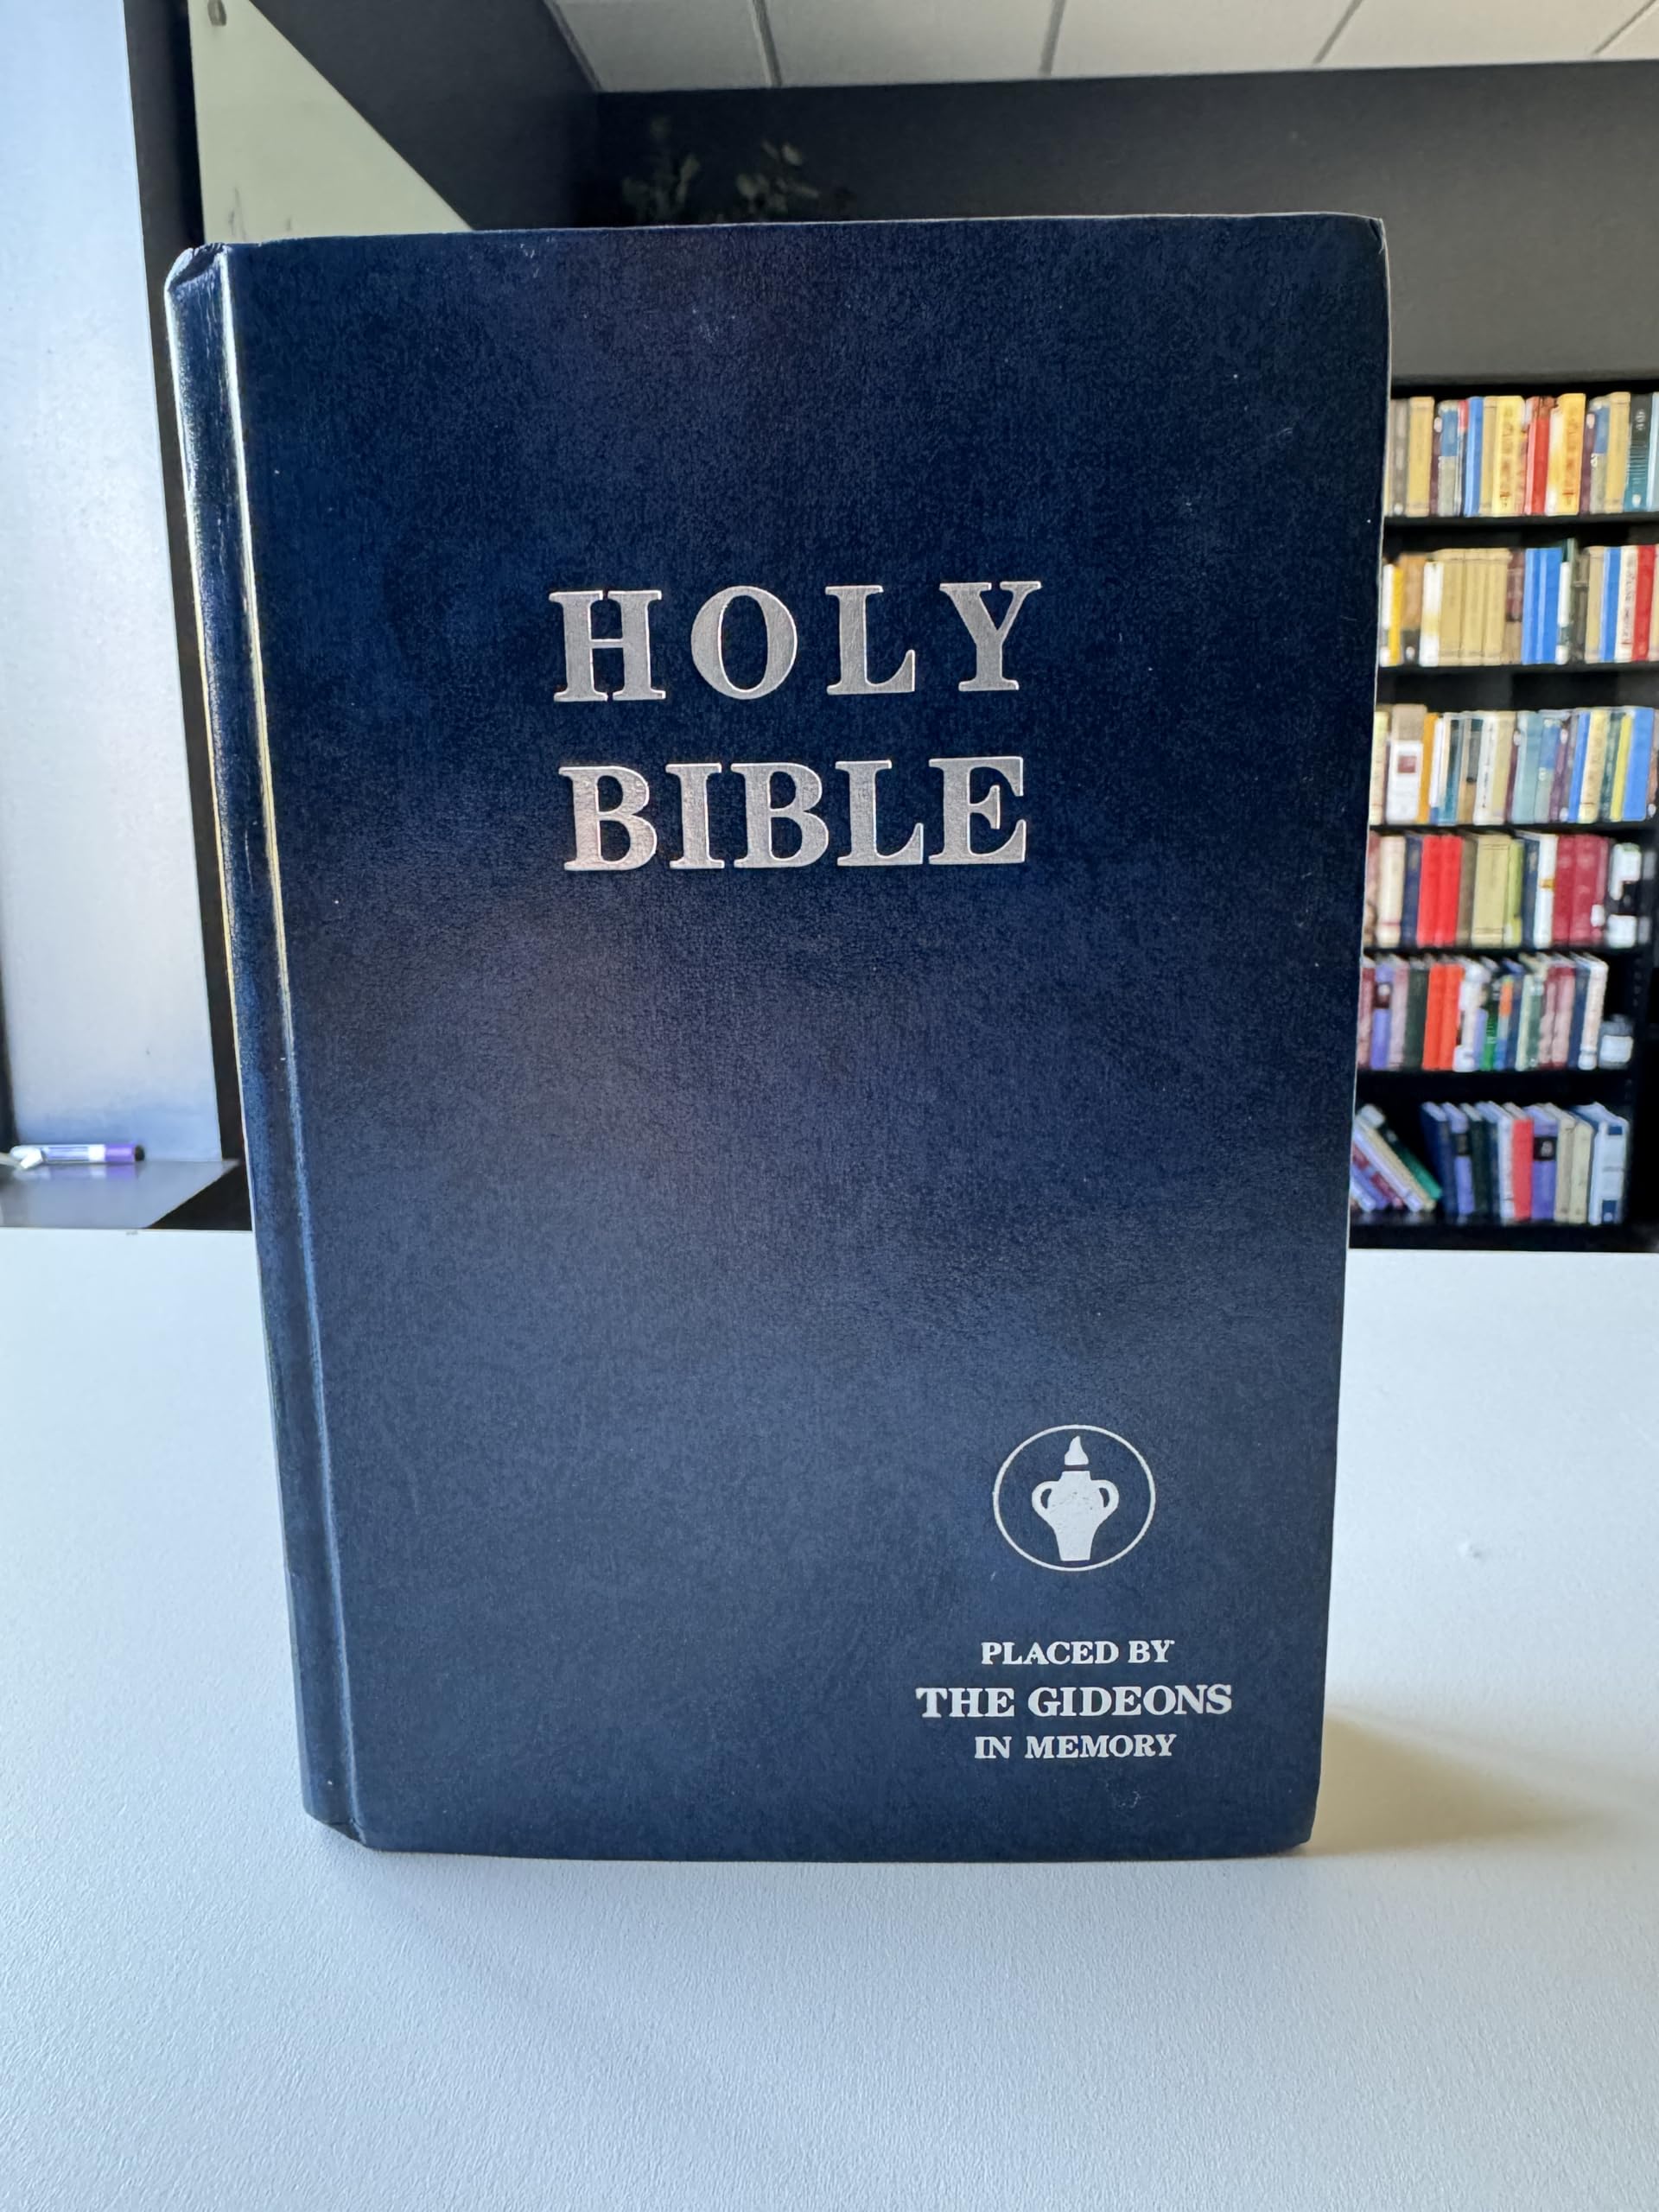 HOLY
BIBLE
PLACED BY
THE GIDEONS
IN MEMORY